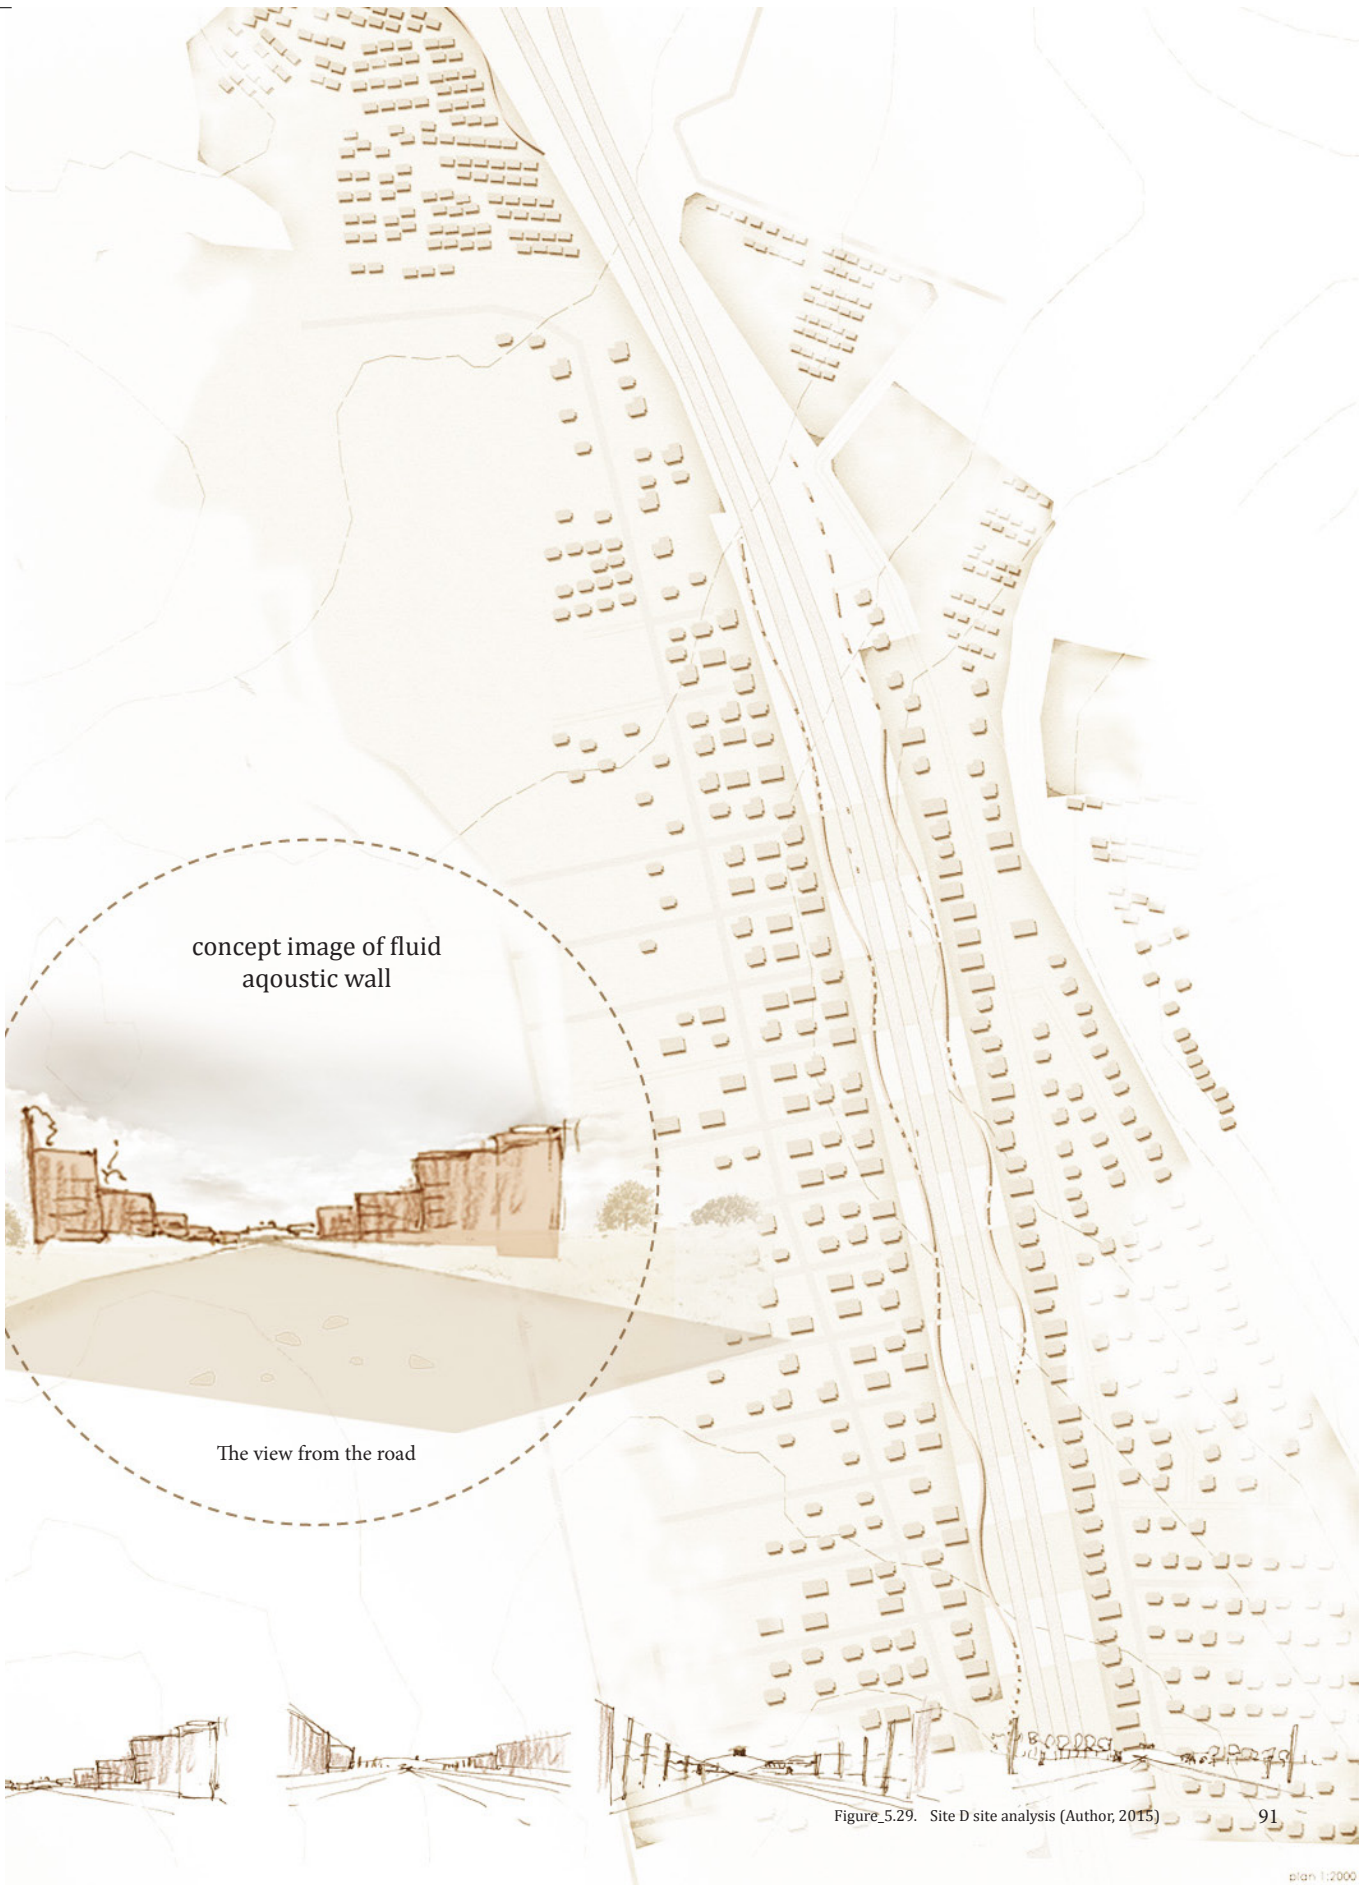 concept image of fluid
aqoustic wall
The view from the road
Figure_5.29. Site D site analysis (Author, 2015)
91
plan 1:2000